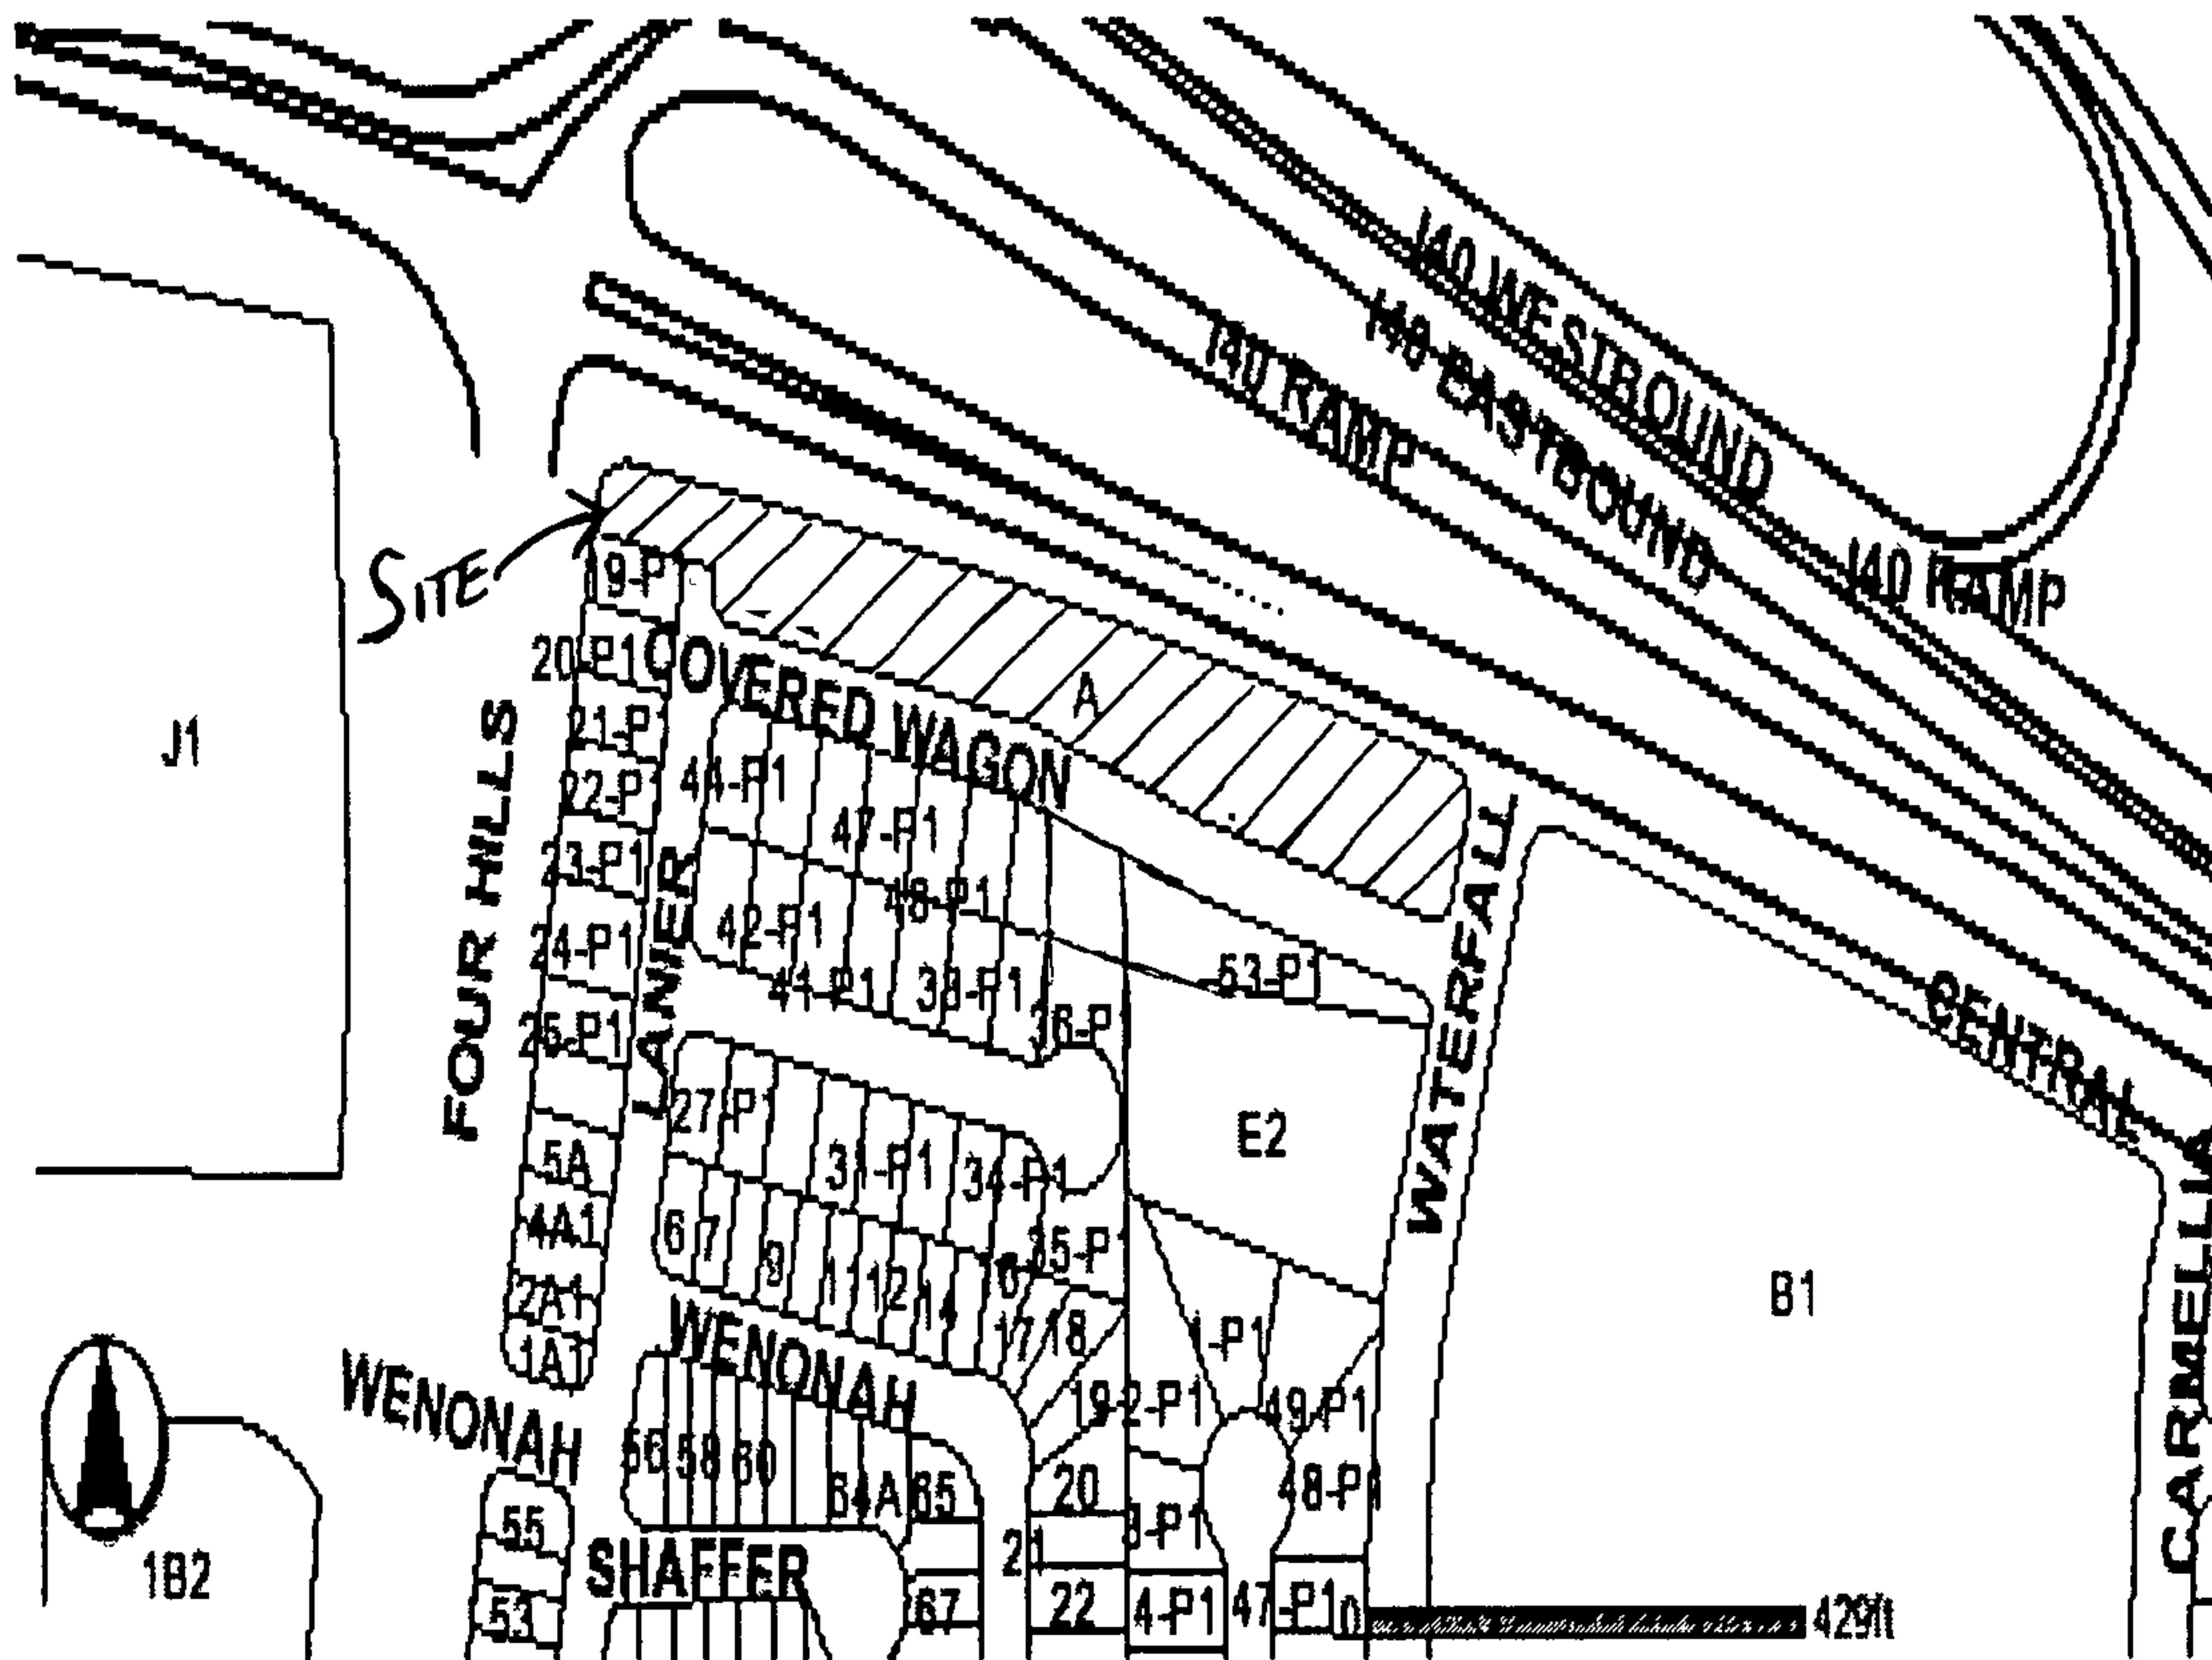 I40 WESTBOUND
I40 EASTBOUND
I40 RAMP
I40 RAMP
SITE
19-P
20-P1
COVERED WAGON
A
21-P1
J1
22-P1
44-P1
FOUR HILLS
47-P1
23-P1
LANIER
48-P1
WATERFALL
42-P1
24-P1
53-P1
41-P1
39-P1
25-P1
36-P1
CENTRAL
27-P1
E2
5A
31-P1
34-P1
4A1
6
7
9
11
12
14
35-P1
2A1
B1
17
18
1-P1
1A1
WENONAH
WENONAH
19
2-P1
49-P1
CARMELLIA
56
58
60
64A
65
20
48-P1
55
3-P1
21
SHAFFER
1B2
53
67
22
4-P1
47-P1
0
429ft